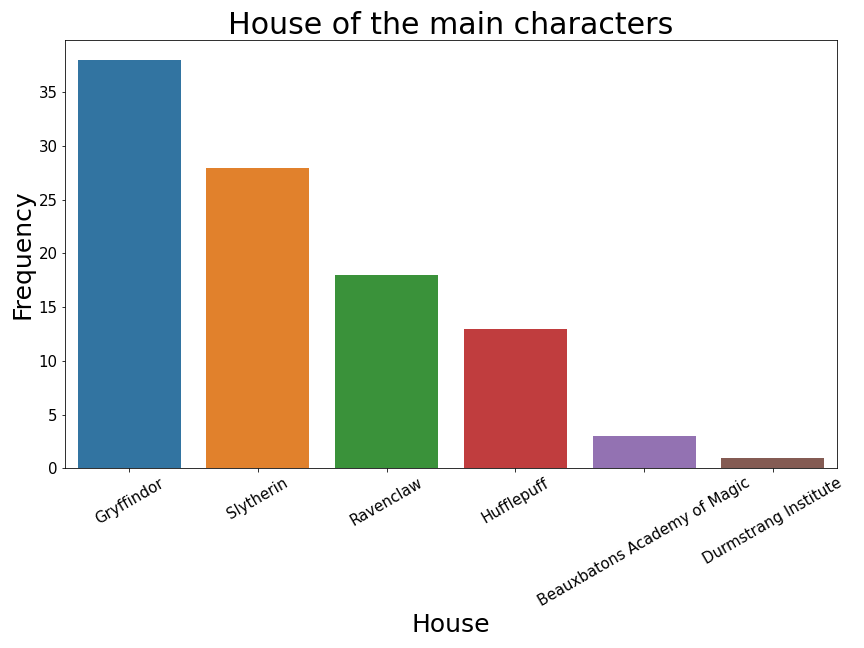 House of the main characters
Frequency
35
30
25
20
15
10
5
0
Gryffindor
Slytherin
Ravenclaw
Hufflepuff
Beauxbatons Academy of Magic
Durmstrang Institute
House